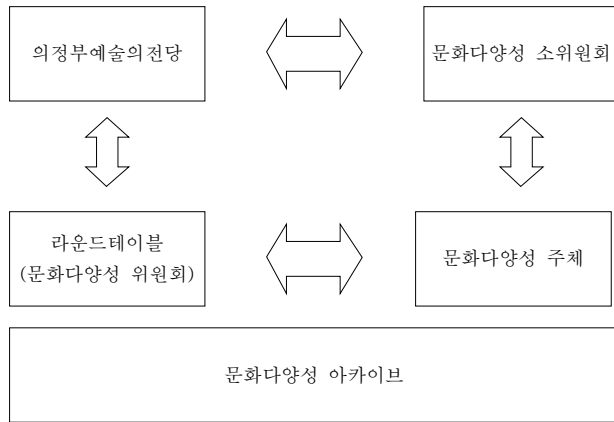 의정부예술의전당
문화다양성 소위원회
라운드테이블
(문화다양성 위원회)
문화다양성 주체
문화다양성 아카이브